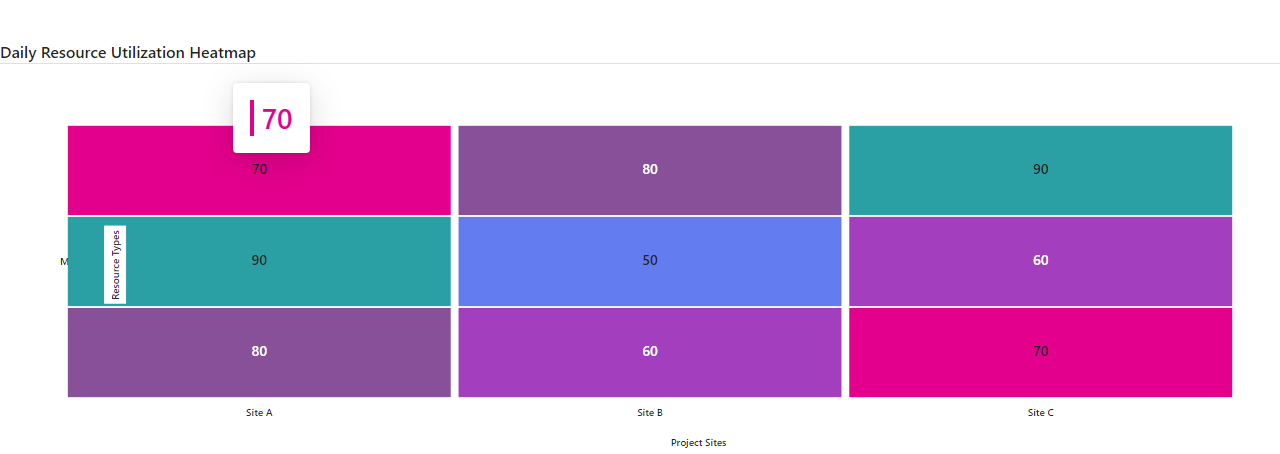 Daily Resource Utilization Heatmap
70
70 80 90
M
Resource Types
90 50 60
80 60 70
Site A Site B Site C
Project Sites